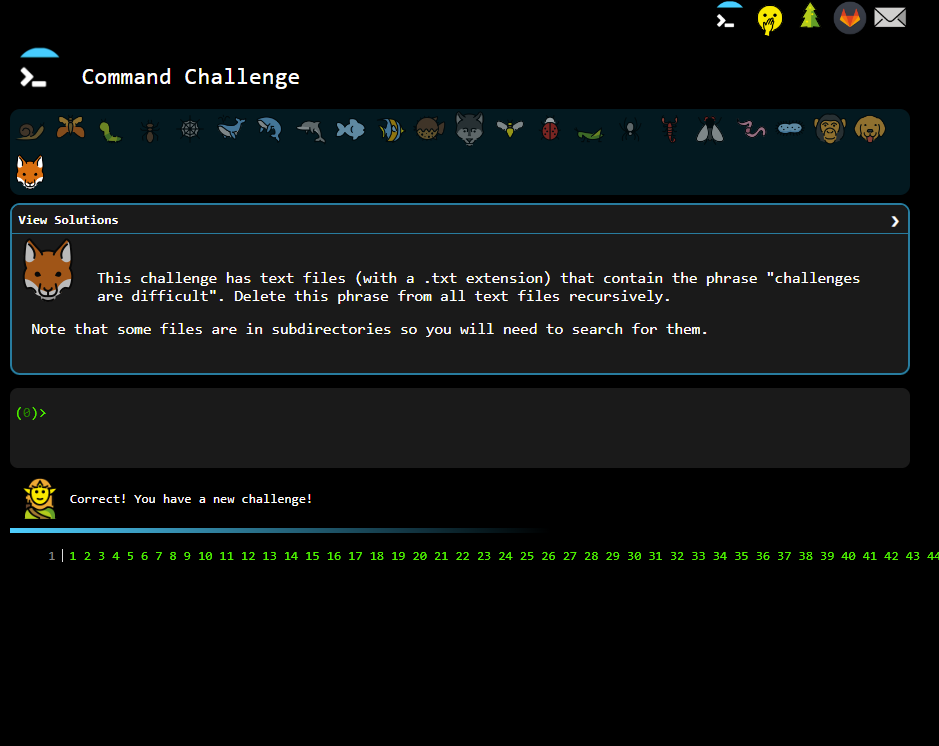 Command Challenge
View Solutions
This challenge has text files (with a .txt extension) that contain the phrase "challenges
are difficult". Delete this phrase from all text files recursively.
Note that some files are in subdirectories so you will need to search for them.
(0)>
Correct! You have a new challenge!
1 1 2 3 4 5 6 7 8 9 10 11 12 13 14 15 16 17 18 19 20 21 22 23 24 25 26 27 28 29 30 31 32 33 34 35 36 37 38 39 40 41 42 43 44